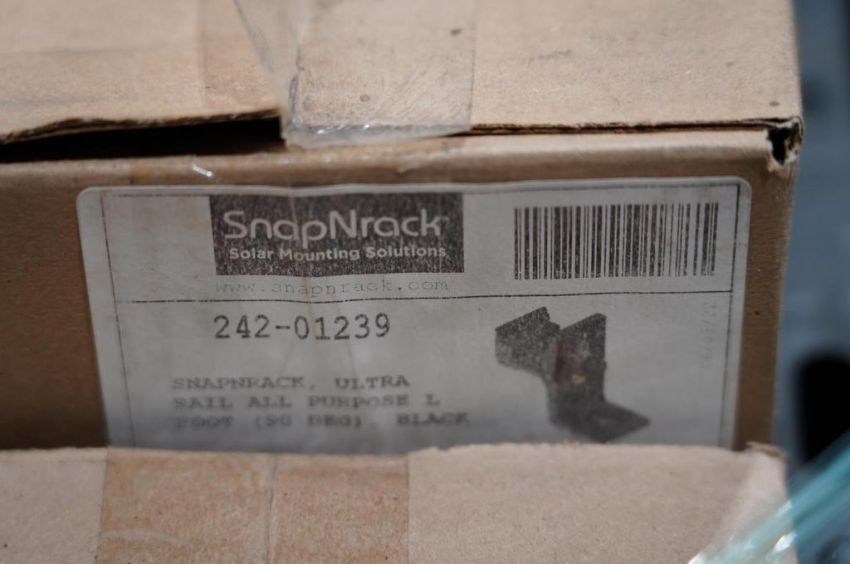 SnapNrack
Solar Mounting Solutions
www.snapnrack.com
242-01239
SNAPNRACK, ULTRA
RAIL ALL PURPOSE L
FOOT (90 DEG), BLACK